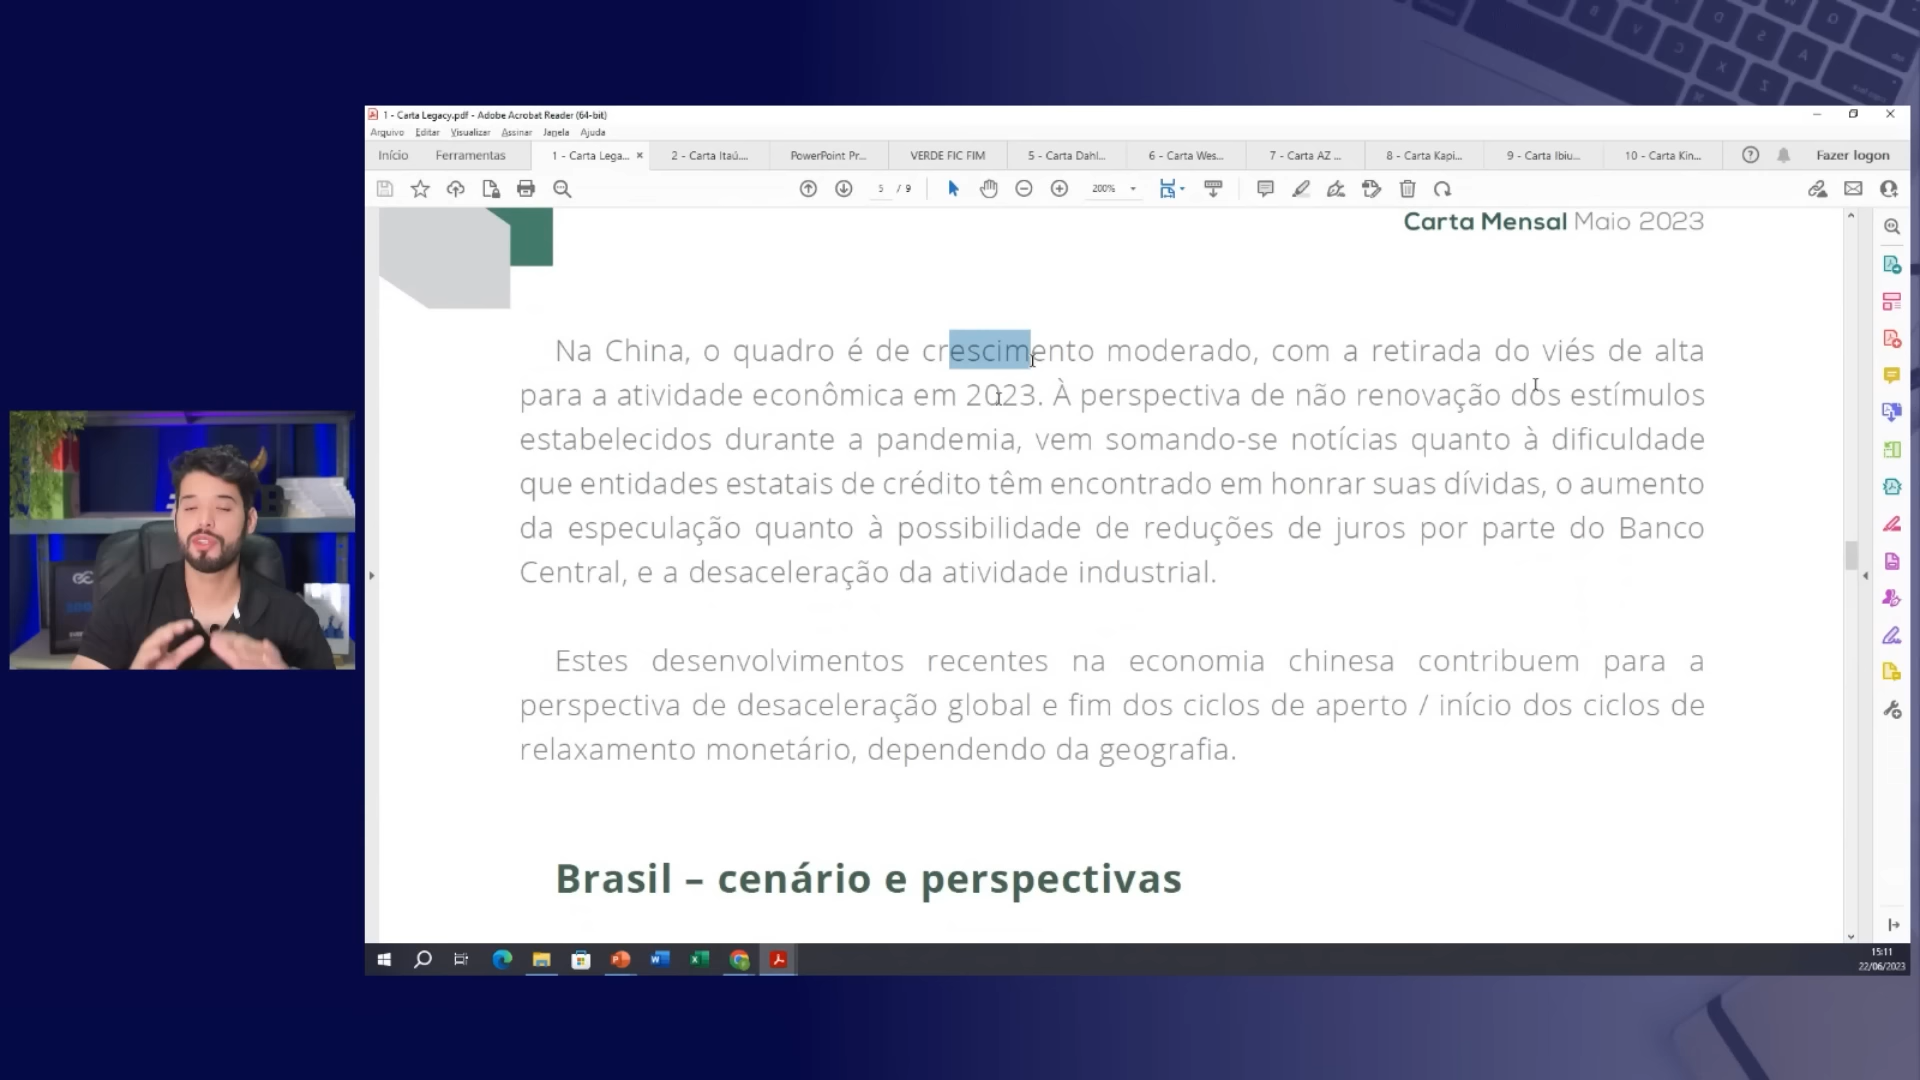 1 - Carta Legacy.pdf - Adobe Acrobat Reader (64-bit)
Arquivo Editar Visualizar Assinar Janela Ajuda
Início Ferramentas 1 - Carta Lega... × 2 - Carta Itaú.... PowerPoint Pr... VERDE FIC FIM 5 - Carta Dahl... 6 - Carta Wes... 7 - Carta AZ ... 8 - Carta Kapi... 9 - Carta Ibiu... 10 - Carta Kin... Fazer logon
5 / 9 200%
Carta Mensal Maio 2023
Na China, o quadro é de crescimento moderado, com a retirada do viés de alta
para a atividade econômica em 2023. À perspectiva de não renovação dos estímulos
estabelecidos durante a pandemia, vem somando-se notícias quanto à dificuldade
que entidades estatais de crédito têm encontrado em honrar suas dívidas, o aumento
da especulação quanto à possibilidade de reduções de juros por parte do Banco
Central, e a desaceleração da atividade industrial.
Estes desenvolvimentos recentes na economia chinesa contribuem para a
perspectiva de desaceleração global e fim dos ciclos de aperto / início dos ciclos de
relaxamento monetário, dependendo da geografia.
Brasil – cenário e perspectivas
15:11
22/06/2023